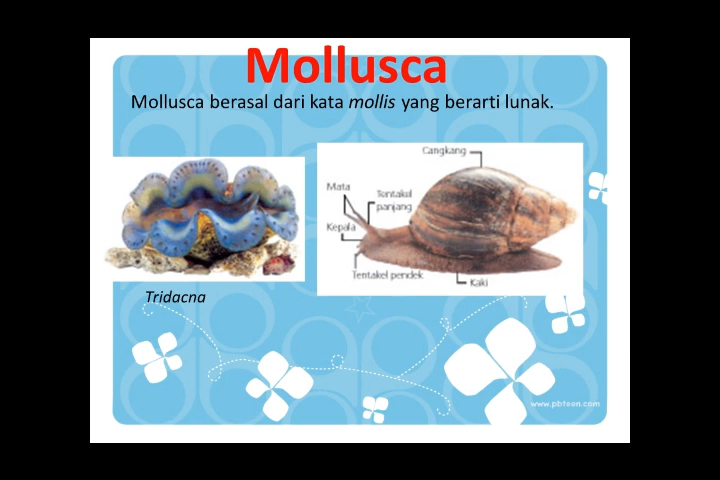 Mollusca
Mollusca berasal dari kata mollis yang berarti lunak.
Cangkang
Mata
Tentakel
panjang
Kepala
Tentakel pendek
Kaki
Tridacna
www.pbteen.com